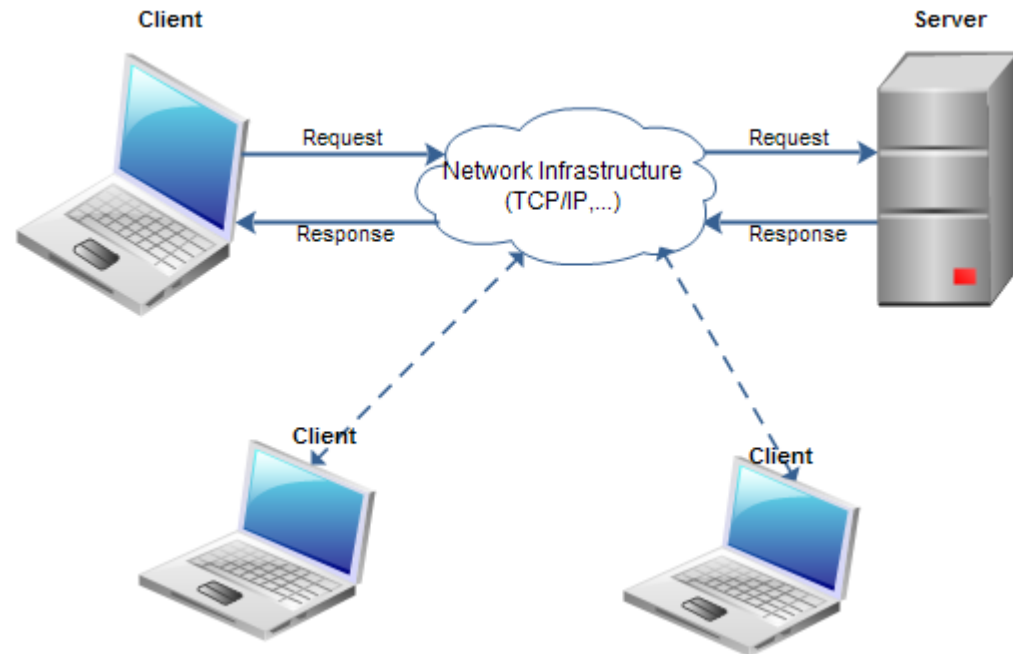 Client
Server
Request
Request
Network Infrastructure
(TCP/IP,...)
Response
Response
Client
Client